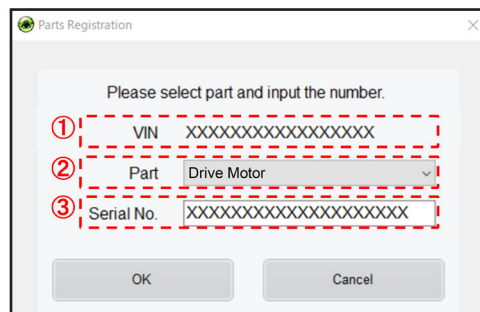 Parts Registration
Please select part and input the number.
① VIN XXXXXXXXXXXXXXXXX
② Part Drive Motor
③ Serial No. XXXXXXXXXXXXXXXXXXXX
OK Cancel